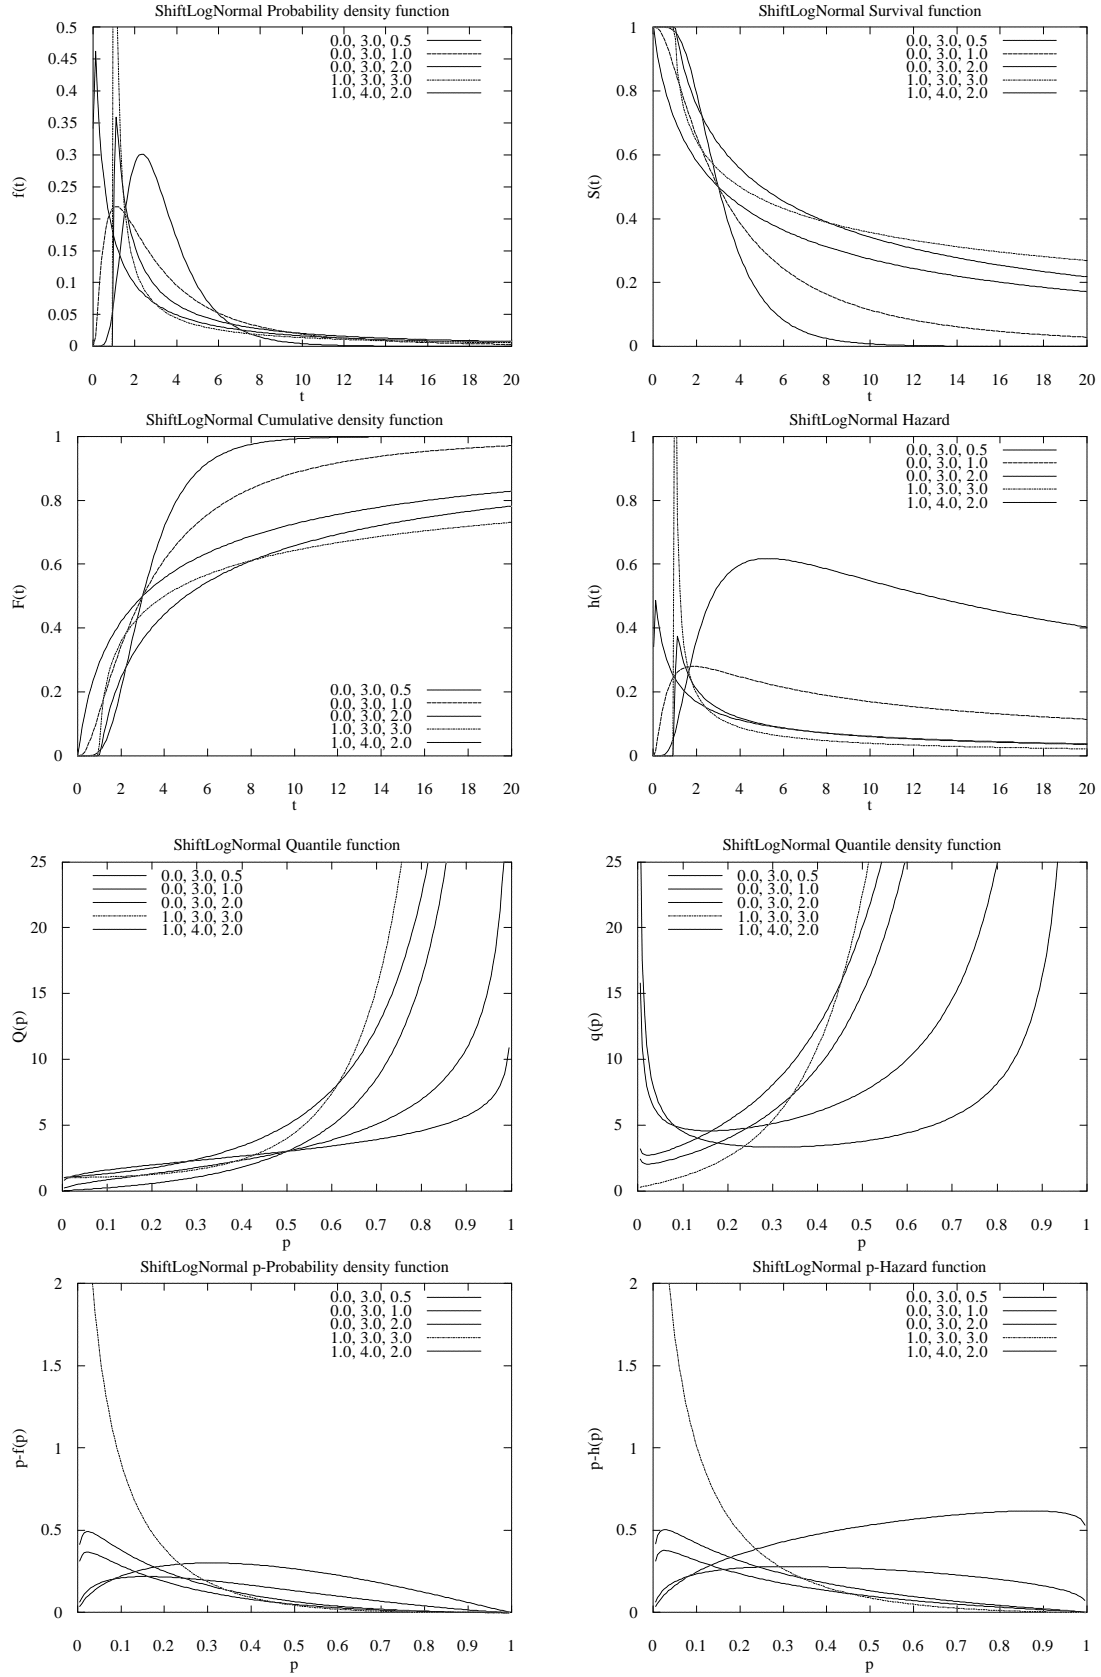 ShiftLogNormal Probability density function
0.5
0.45
0.4
0.35
0.3
0.25
0.2
0.15
0.1
0.05
0
f(t)
0.0, 3.0, 0.5
0.0, 3.0, 1.0
0.0, 3.0, 2.0
1.0, 3.0, 3.0
1.0, 4.0, 2.0
0 2 4 6 8 10 12 14 16 18 20
t
ShiftLogNormal Survival function
1
0.8
0.6
0.4
0.2
0
S(t)
0.0, 3.0, 0.5
0.0, 3.0, 1.0
0.0, 3.0, 2.0
1.0, 3.0, 3.0
1.0, 4.0, 2.0
0 2 4 6 8 10 12 14 16 18 20
t
ShiftLogNormal Cumulative density function
1
0.8
0.6
0.4
0.2
0
F(t)
0.0, 3.0, 0.5
0.0, 3.0, 1.0
0.0, 3.0, 2.0
1.0, 3.0, 3.0
1.0, 4.0, 2.0
0 2 4 6 8 10 12 14 16 18 20
t
ShiftLogNormal Hazard
1
0.8
0.6
0.4
0.2
0
h(t)
0.0, 3.0, 0.5
0.0, 3.0, 1.0
0.0, 3.0, 2.0
1.0, 3.0, 3.0
1.0, 4.0, 2.0
0 2 4 6 8 10 12 14 16 18 20
t
ShiftLogNormal Quantile function
25
20
15
10
5
0
Q(p)
0.0, 3.0, 0.5
0.0, 3.0, 1.0
0.0, 3.0, 2.0
1.0, 3.0, 3.0
1.0, 4.0, 2.0
0 0.1 0.2 0.3 0.4 0.5 0.6 0.7 0.8 0.9 1
p
ShiftLogNormal Quantile density function
25
20
15
10
5
0
q(p)
0.0, 3.0, 0.5
0.0, 3.0, 1.0
0.0, 3.0, 2.0
1.0, 3.0, 3.0
1.0, 4.0, 2.0
0 0.1 0.2 0.3 0.4 0.5 0.6 0.7 0.8 0.9 1
p
ShiftLogNormal p-Probability density function
2
1.5
1
0.5
0
p-f(p)
0.0, 3.0, 0.5
0.0, 3.0, 1.0
0.0, 3.0, 2.0
1.0, 3.0, 3.0
1.0, 4.0, 2.0
0 0.1 0.2 0.3 0.4 0.5 0.6 0.7 0.8 0.9 1
p
ShiftLogNormal p-Hazard function
2
1.5
1
0.5
0
p-h(p)
0.0, 3.0, 0.5
0.0, 3.0, 1.0
0.0, 3.0, 2.0
1.0, 3.0, 3.0
1.0, 4.0, 2.0
0 0.1 0.2 0.3 0.4 0.5 0.6 0.7 0.8 0.9 1
p